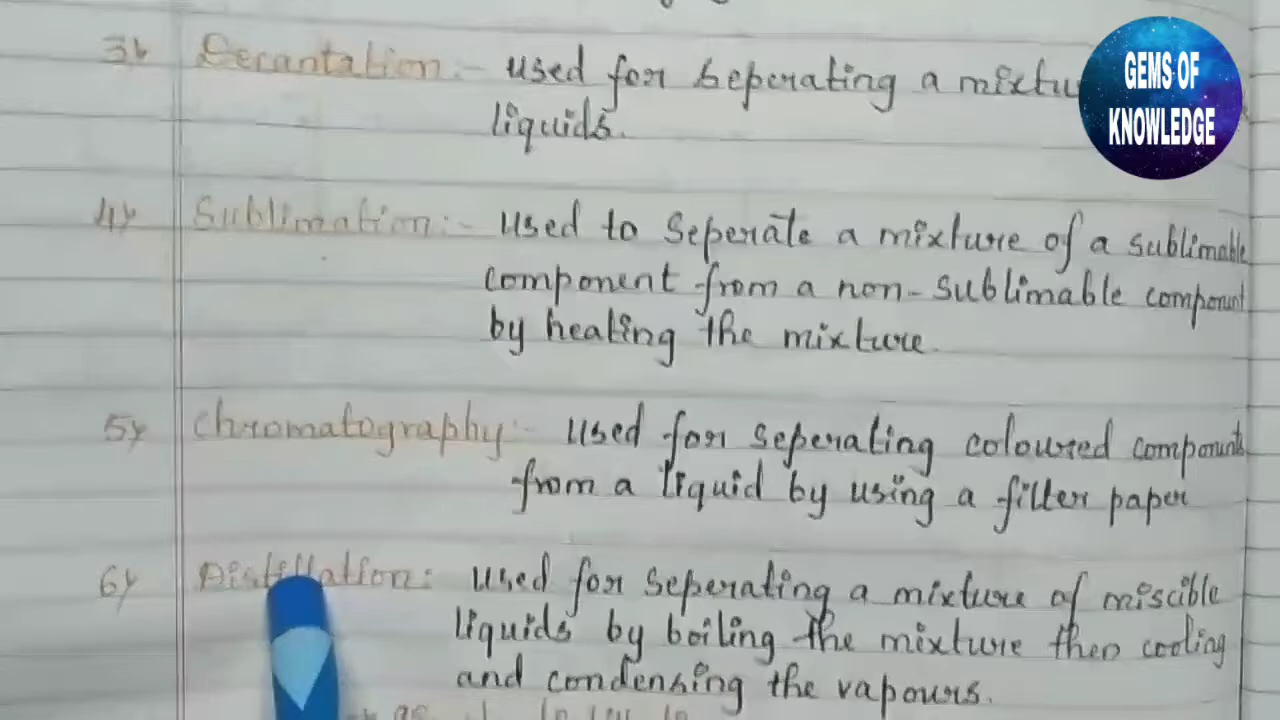 3) Decantation :- used for seperating a mixtu
liquids.
GEMS OF
KNOWLEDGE
4) Sublimation :- used to seperate a mixture of a sublimable
component from a non-sublimable component
by heating the mixture.
5) Chromatography :- used for seperating coloured components
from a liquid by using a filter paper
6) Distillation : used for seperating a mixture of miscible
liquids by boiling the mixture then cooling
and condensing the vapours.